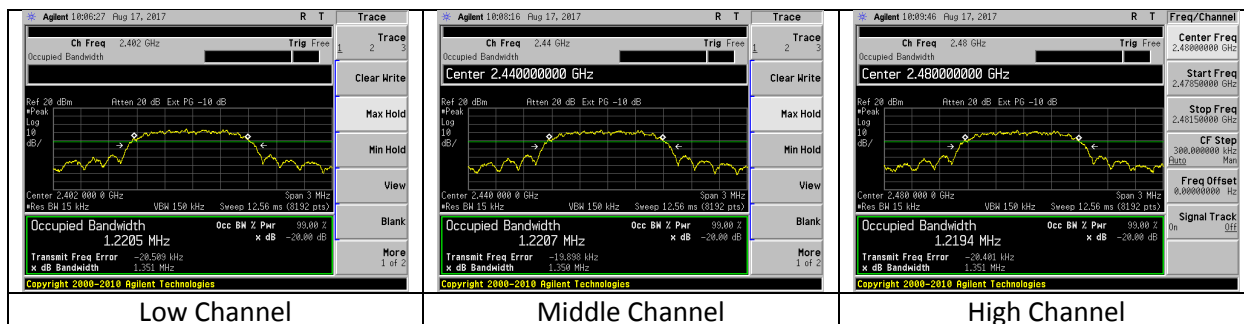 Agilent 10:06:27 Aug 17, 2017 R T Trace
Ch Freq 2.402 GHz Trig Free
Occupied Bandwidth
Trace
1 2 3
Clear Write
Ref 20 dBm Atten 20 dB Ext PG -10 dB
#Peak
Log
10
dB/
Max Hold
Min Hold
View
Center 2.402 000 0 GHz Span 3 MHz
#Res BW 15 kHz VBW 150 kHz Sweep 12.56 ms (8192 pts)
Occupied Bandwidth Occ BW % Pwr 99.00 %
1.2205 MHz x dB -20.00 dB
Blank
Transmit Freq Error -20.509 kHz
x dB Bandwidth 1.351 MHz
More
1 of 2
Copyright 2000-2010 Agilent Technologies
Low Channel
Agilent 10:08:16 Aug 17, 2017 R T Trace
Ch Freq 2.44 GHz Trig Free
Occupied Bandwidth
Trace
1 2 3
Center 2.440000000 GHz
Clear Write
Ref 20 dBm Atten 20 dB Ext PG -10 dB
#Peak
Log
10
dB/
Max Hold
Min Hold
View
Center 2.440 000 0 GHz Span 3 MHz
#Res BW 15 kHz VBW 150 kHz Sweep 12.56 ms (8192 pts)
Occupied Bandwidth Occ BW % Pwr 99.00 %
1.2207 MHz x dB -20.00 dB
Blank
Transmit Freq Error -19.898 kHz
x dB Bandwidth 1.350 MHz
More
1 of 2
Copyright 2000-2010 Agilent Technologies
Middle Channel
Agilent 10:09:46 Aug 17, 2017 R T Freq/Channel
Ch Freq 2.48 GHz Trig Free
Occupied Bandwidth
Center Freq
2.48000000 GHz
Center 2.480000000 GHz
Start Freq
2.47850000 GHz
Ref 20 dBm Atten 20 dB Ext PG -10 dB
#Peak
Log
10
dB/
Stop Freq
2.48150000 GHz
CF Step
300.000000 kHz
Auto Man
Freq Offset
0.00000000 Hz
Center 2.480 000 0 GHz Span 3 MHz
#Res BW 15 kHz VBW 150 kHz Sweep 12.56 ms (8192 pts)
Occupied Bandwidth Occ BW % Pwr 99.00 %
1.2194 MHz x dB -20.00 dB
Signal Track
On Off
Transmit Freq Error -20.401 kHz
x dB Bandwidth 1.351 MHz
Copyright 2000-2010 Agilent Technologies
High Channel